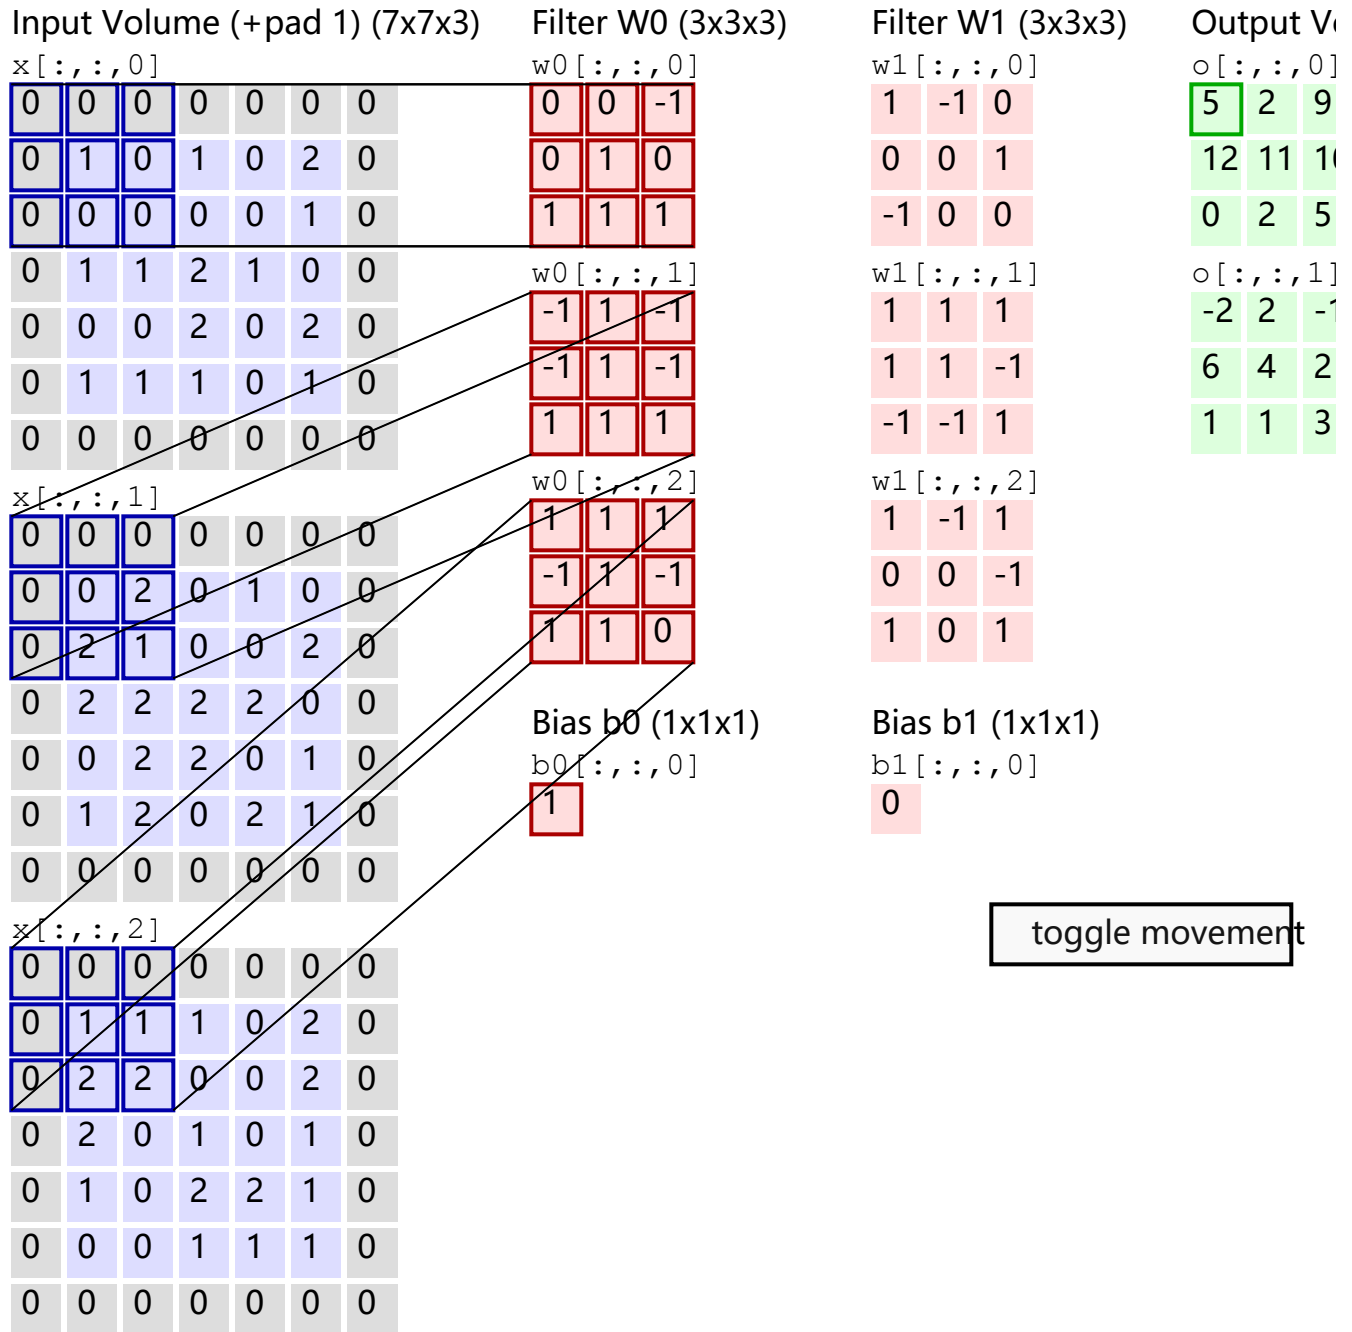 Input Volume (+pad 1) (7x7x3) Filter W0 (3x3x3) Filter W1 (3x3x3) Output
x[:,:,0] w0[:,:,0] w1[:,:,0] o[:,:,0]
0 0 0 0 0 0 0 0 0 -1 1 -1 0 5 2 9
0 1 0 1 0 2 0 0 1 0 0 0 1 12 11
0 0 0 0 0 1 0 1 1 1 -1 0 0 0 2 5
0 1 1 2 1 0 0 w0[:,:,1] w1[:,:,1] o[:,:,1]
0 0 0 2 0 2 0 -1 1 -1 1 1 1 -2 2 -1
0 1 1 1 0 1 0 -1 1 -1 1 1 -1 6 4 2
0 0 0 0 0 0 0 1 1 1 -1 -1 1 1 1 3
x[:,:,1] w0[:,:,2] w1[:,:,2]
0 0 0 0 0 0 0 1 1 1 1 -1 1
0 0 2 0 1 0 0 -1 1 -1 0 0 -1
0 2 1 0 0 2 0 1 1 0 1 0 1
0 2 2 2 2 0 0 Bias b0 (1x1x1) Bias b1 (1x1x1)
0 0 2 2 0 1 0 b0[:,:,0] b1[:,:,0]
0 1 2 0 2 1 0 1 0
0 0 0 0 0 0 0
x[:,:,2] toggle movement
0 0 0 0 0 0 0
0 1 1 1 0 2 0
0 2 2 0 0 2 0
0 2 0 1 0 1 0
0 1 0 2 2 1 0
0 0 0 1 1 1 0
0 0 0 0 0 0 0